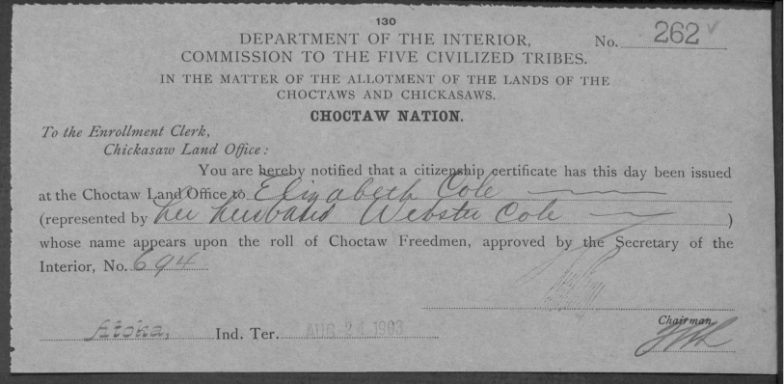 130
DEPARTMENT OF THE INTERIOR,
No. 262
COMMISSION TO THE FIVE CIVILIZED TRIBES.
IN THE MATTER OF THE ALLOTMENT OF THE LANDS OF THE
CHOCTAWS AND CHICKASAWS.
CHOCTAW NATION.
To the Enrollment Clerk,
Chickasaw Land Office:
You are hereby notified that a citizenship certificate has this day been issued
at the Choctaw Land Office to Elizabeth Cole
(represented by her husband Webster Cole )
whose name appears upon the roll of Choctaw Freedmen, approved by the Secretary of the
Interior, No. 694
Chairman.
Atoka, Ind. Ter. AUG 24 1903